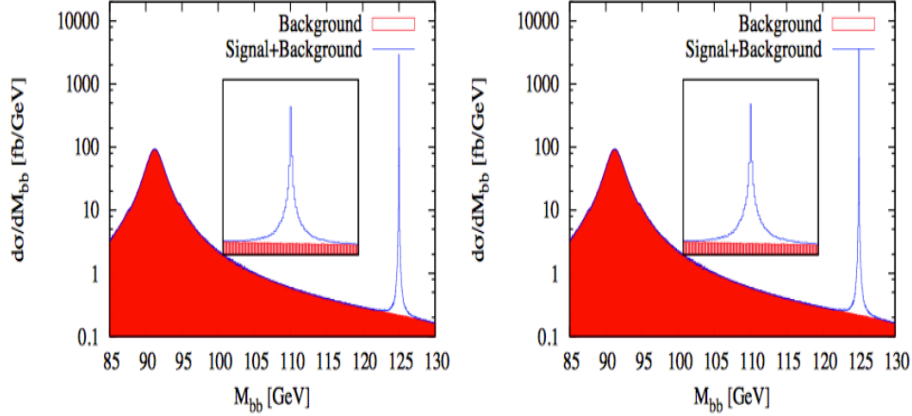 10000
1000
100
10
1
0.1
dσ/dM_bb [fb/GeV]
Background
Signal+Background
85 90 95 100 105 110 115 120 125 130
M_bb [GeV]
10000
1000
100
10
1
0.1
dσ/dM_bb [fb/GeV]
Background
Signal+Background
85 90 95 100 105 110 115 120 125 130
M_bb [GeV]